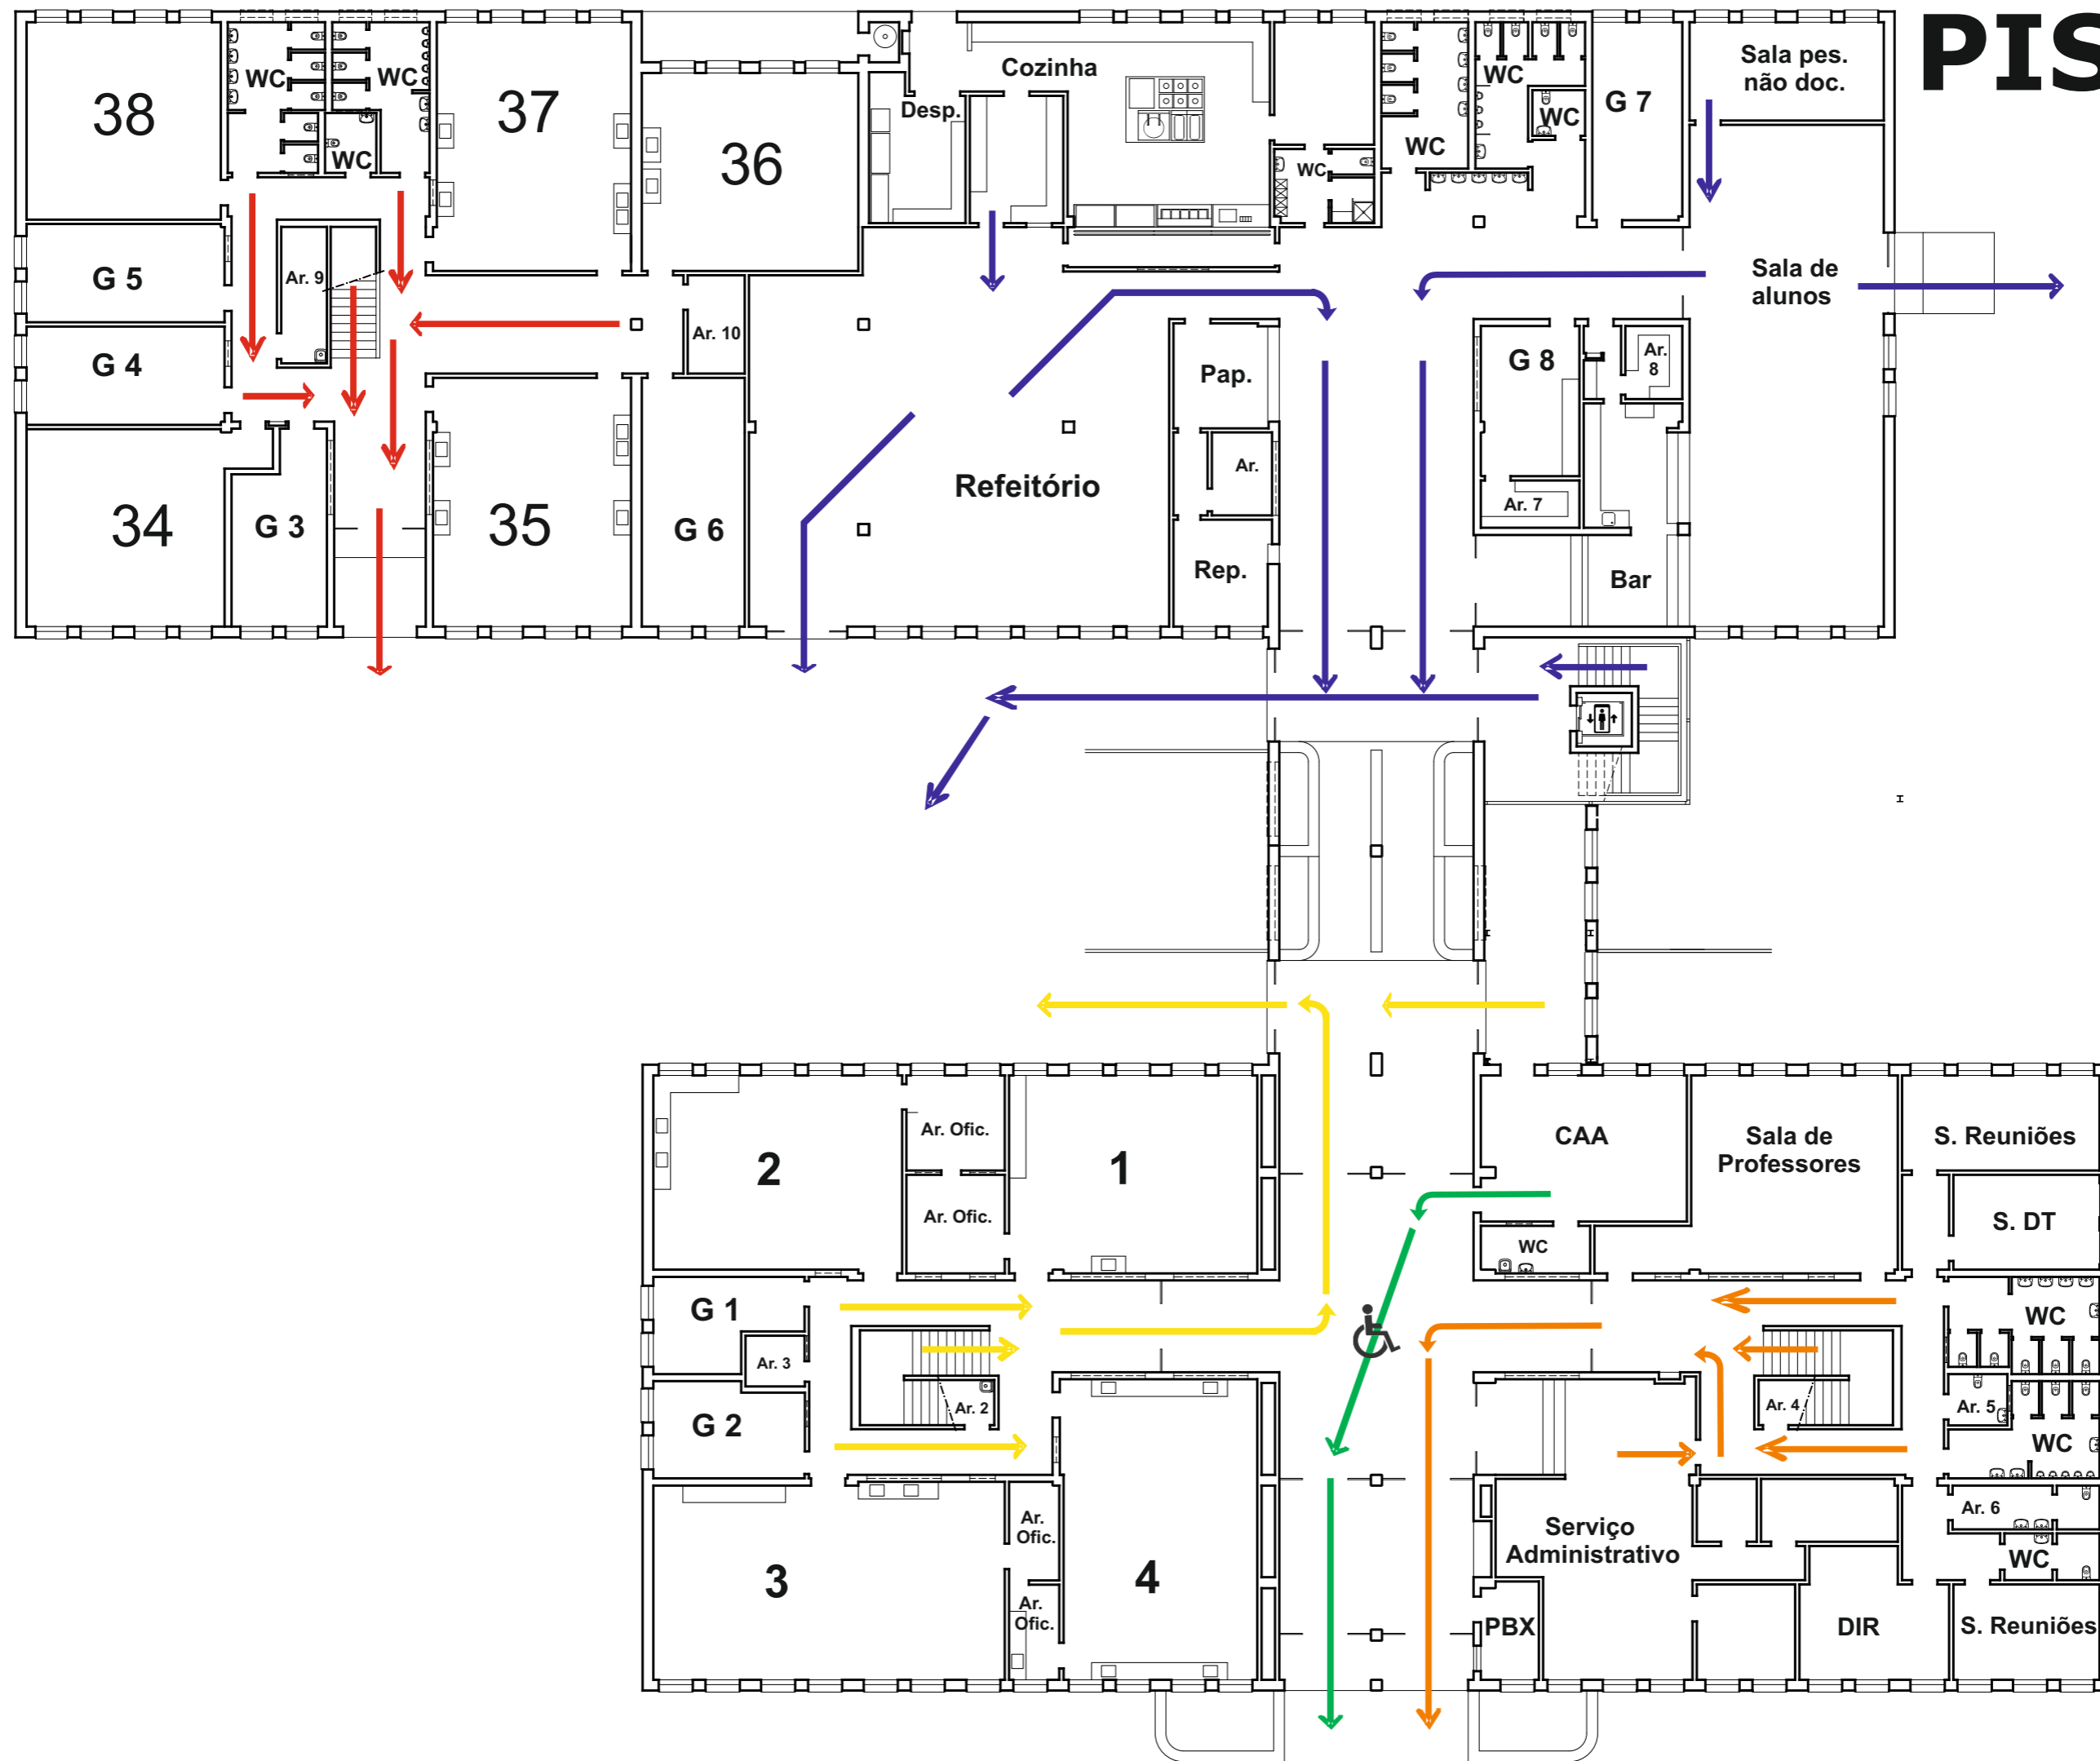 PIS
38
WC
WC
WC
37
36
Desp.
Cozinha
WC
WC
WC
WC
G 7
Sala pes.
não doc.
G 5
Ar. 9
G 4
Ar. 10
Sala de
alunos
Pap.
G 8
Ar.
8
34
G 3
35
G 6
Refeitório
Ar.
Ar. 7
Rep.
Bar
2
Ar. Ofic.
1
Ar. Ofic.
CAA
Sala de
Professores
S. Reuniões
S. DT
WC
G 1
Ar. 3
G 2
Ar. 2
WC
Ar. 4
Ar. 5
WC
3
Ar.
Ofic.
Ar.
Ofic.
4
Serviço
Administrativo
Ar. 6
WC
PBX
DIR
S. Reuniões